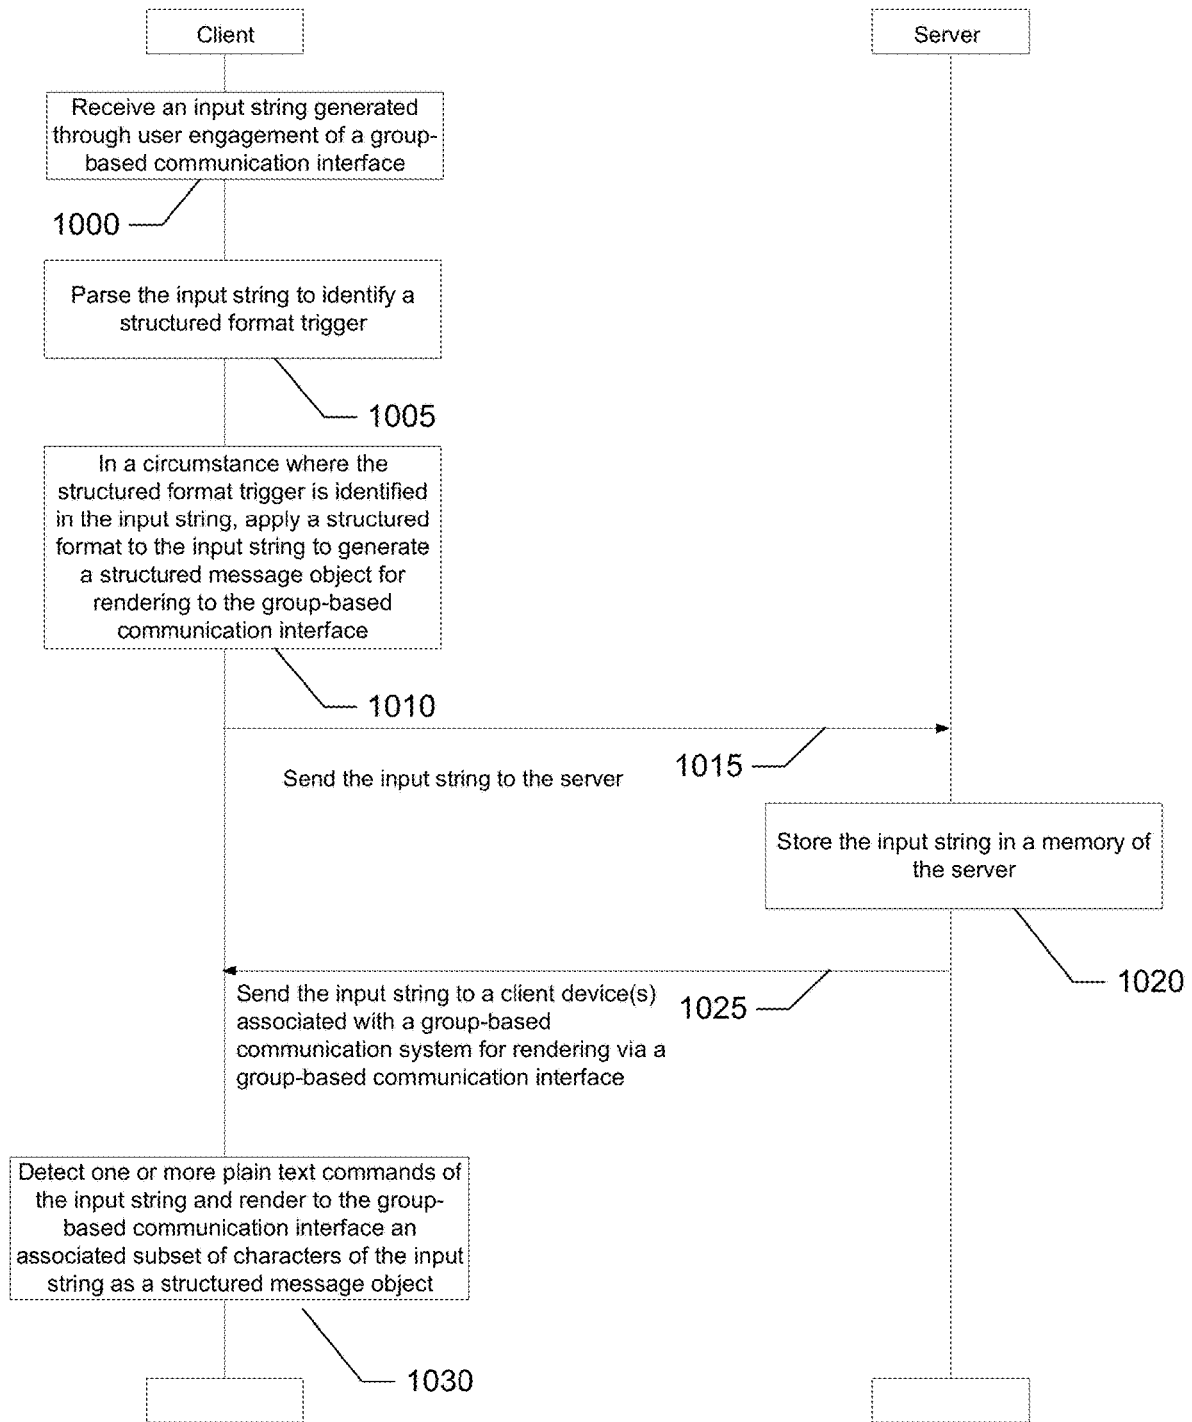 Client
Server
Receive an input string generated
through user engagement of a group-
based communication interface
1000
Parse the input string to identify a
structured format trigger
1005
In a circumstance where the
structured format trigger is identified
in the input string, apply a structured
format to the input string to generate
a structured message object for
rendering to the group-based
communication interface
1010
1015
Send the input string to the server
Store the input string in a memory of
the server
1020
1025
Send the input string to a client device(s)
associated with a group-based
communication system for rendering via a
group-based communication interface
Detect one or more plain text commands of
the input string and render to the group-
based communication interface an
associated subset of characters of the input
string as a structured message object
1030